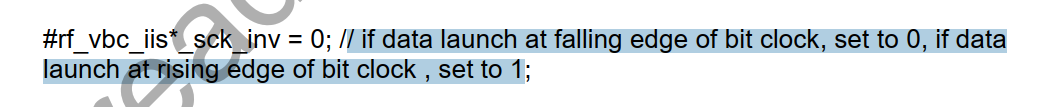 #rf_vbc_iis*_sck_inv = 0; // if data launch at falling edge of bit clock, set to 0, if data
launch at rising edge of bit clock , set to 1;